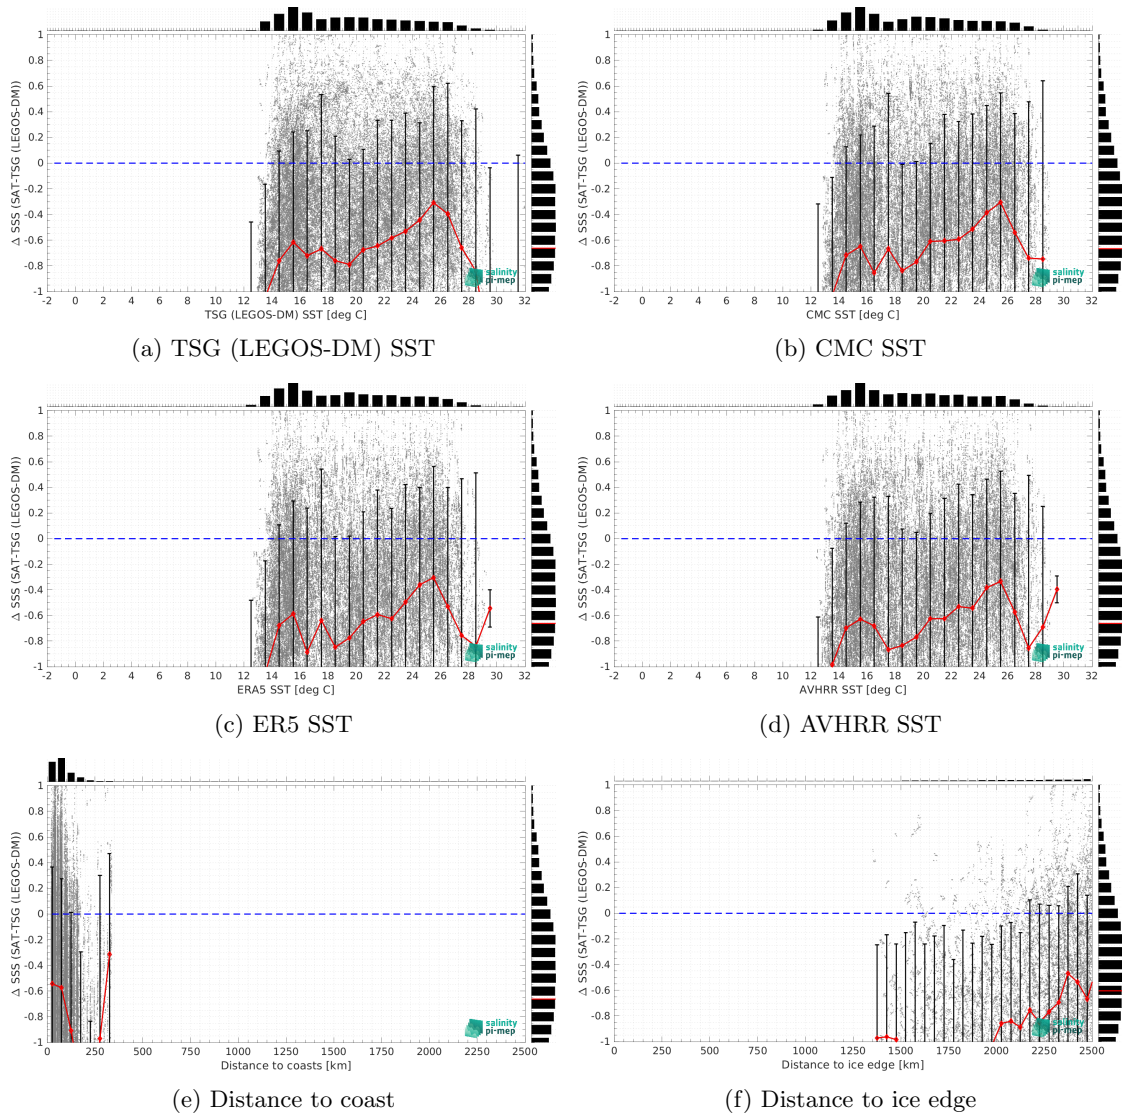 1
0.8
0.6
0.4
0.2
0
-0.2
-0.4
-0.6
-0.8
-1
Δ SSS (SAT-TSG (LEGOS-DM))
-2 0 2 4 6 8 10 12 14 16 18 20 22 24 26 28 30 32
TSG (LEGOS-DM) SST [deg C]
salinity
pi-mep
(a) TSG (LEGOS-DM) SST
1
0.8
0.6
0.4
0.2
0
-0.2
-0.4
-0.6
-0.8
-1
Δ SSS (SAT-TSG (LEGOS-DM))
-2 0 2 4 6 8 10 12 14 16 18 20 22 24 26 28 30 32
CMC SST [deg C]
salinity
pi-mep
(b) CMC SST
1
0.8
0.6
0.4
0.2
0
-0.2
-0.4
-0.6
-0.8
-1
Δ SSS (SAT-TSG (LEGOS-DM))
-2 0 2 4 6 8 10 12 14 16 18 20 22 24 26 28 30 32
ERA5 SST [deg C]
salinity
pi-mep
(c) ER5 SST
1
0.8
0.6
0.4
0.2
0
-0.2
-0.4
-0.6
-0.8
-1
Δ SSS (SAT-TSG (LEGOS-DM))
-2 0 2 4 6 8 10 12 14 16 18 20 22 24 26 28 30 32
AVHRR SST [deg C]
salinity
pi-mep
(d) AVHRR SST
1
0.8
0.6
0.4
0.2
0
-0.2
-0.4
-0.6
-0.8
-1
Δ SSS (SAT-TSG (LEGOS-DM))
0 250 500 750 1000 1250 1500 1750 2000 2250 2500
Distance to coasts [km]
salinity
pi-mep
(e) Distance to coast
1
0.8
0.6
0.4
0.2
0
-0.2
-0.4
-0.6
-0.8
-1
Δ SSS (SAT-TSG (LEGOS-DM))
0 250 500 750 1000 1250 1500 1750 2000 2250 2500
Distance to ice edge [km]
salinity
pi-mep
(f) Distance to ice edge